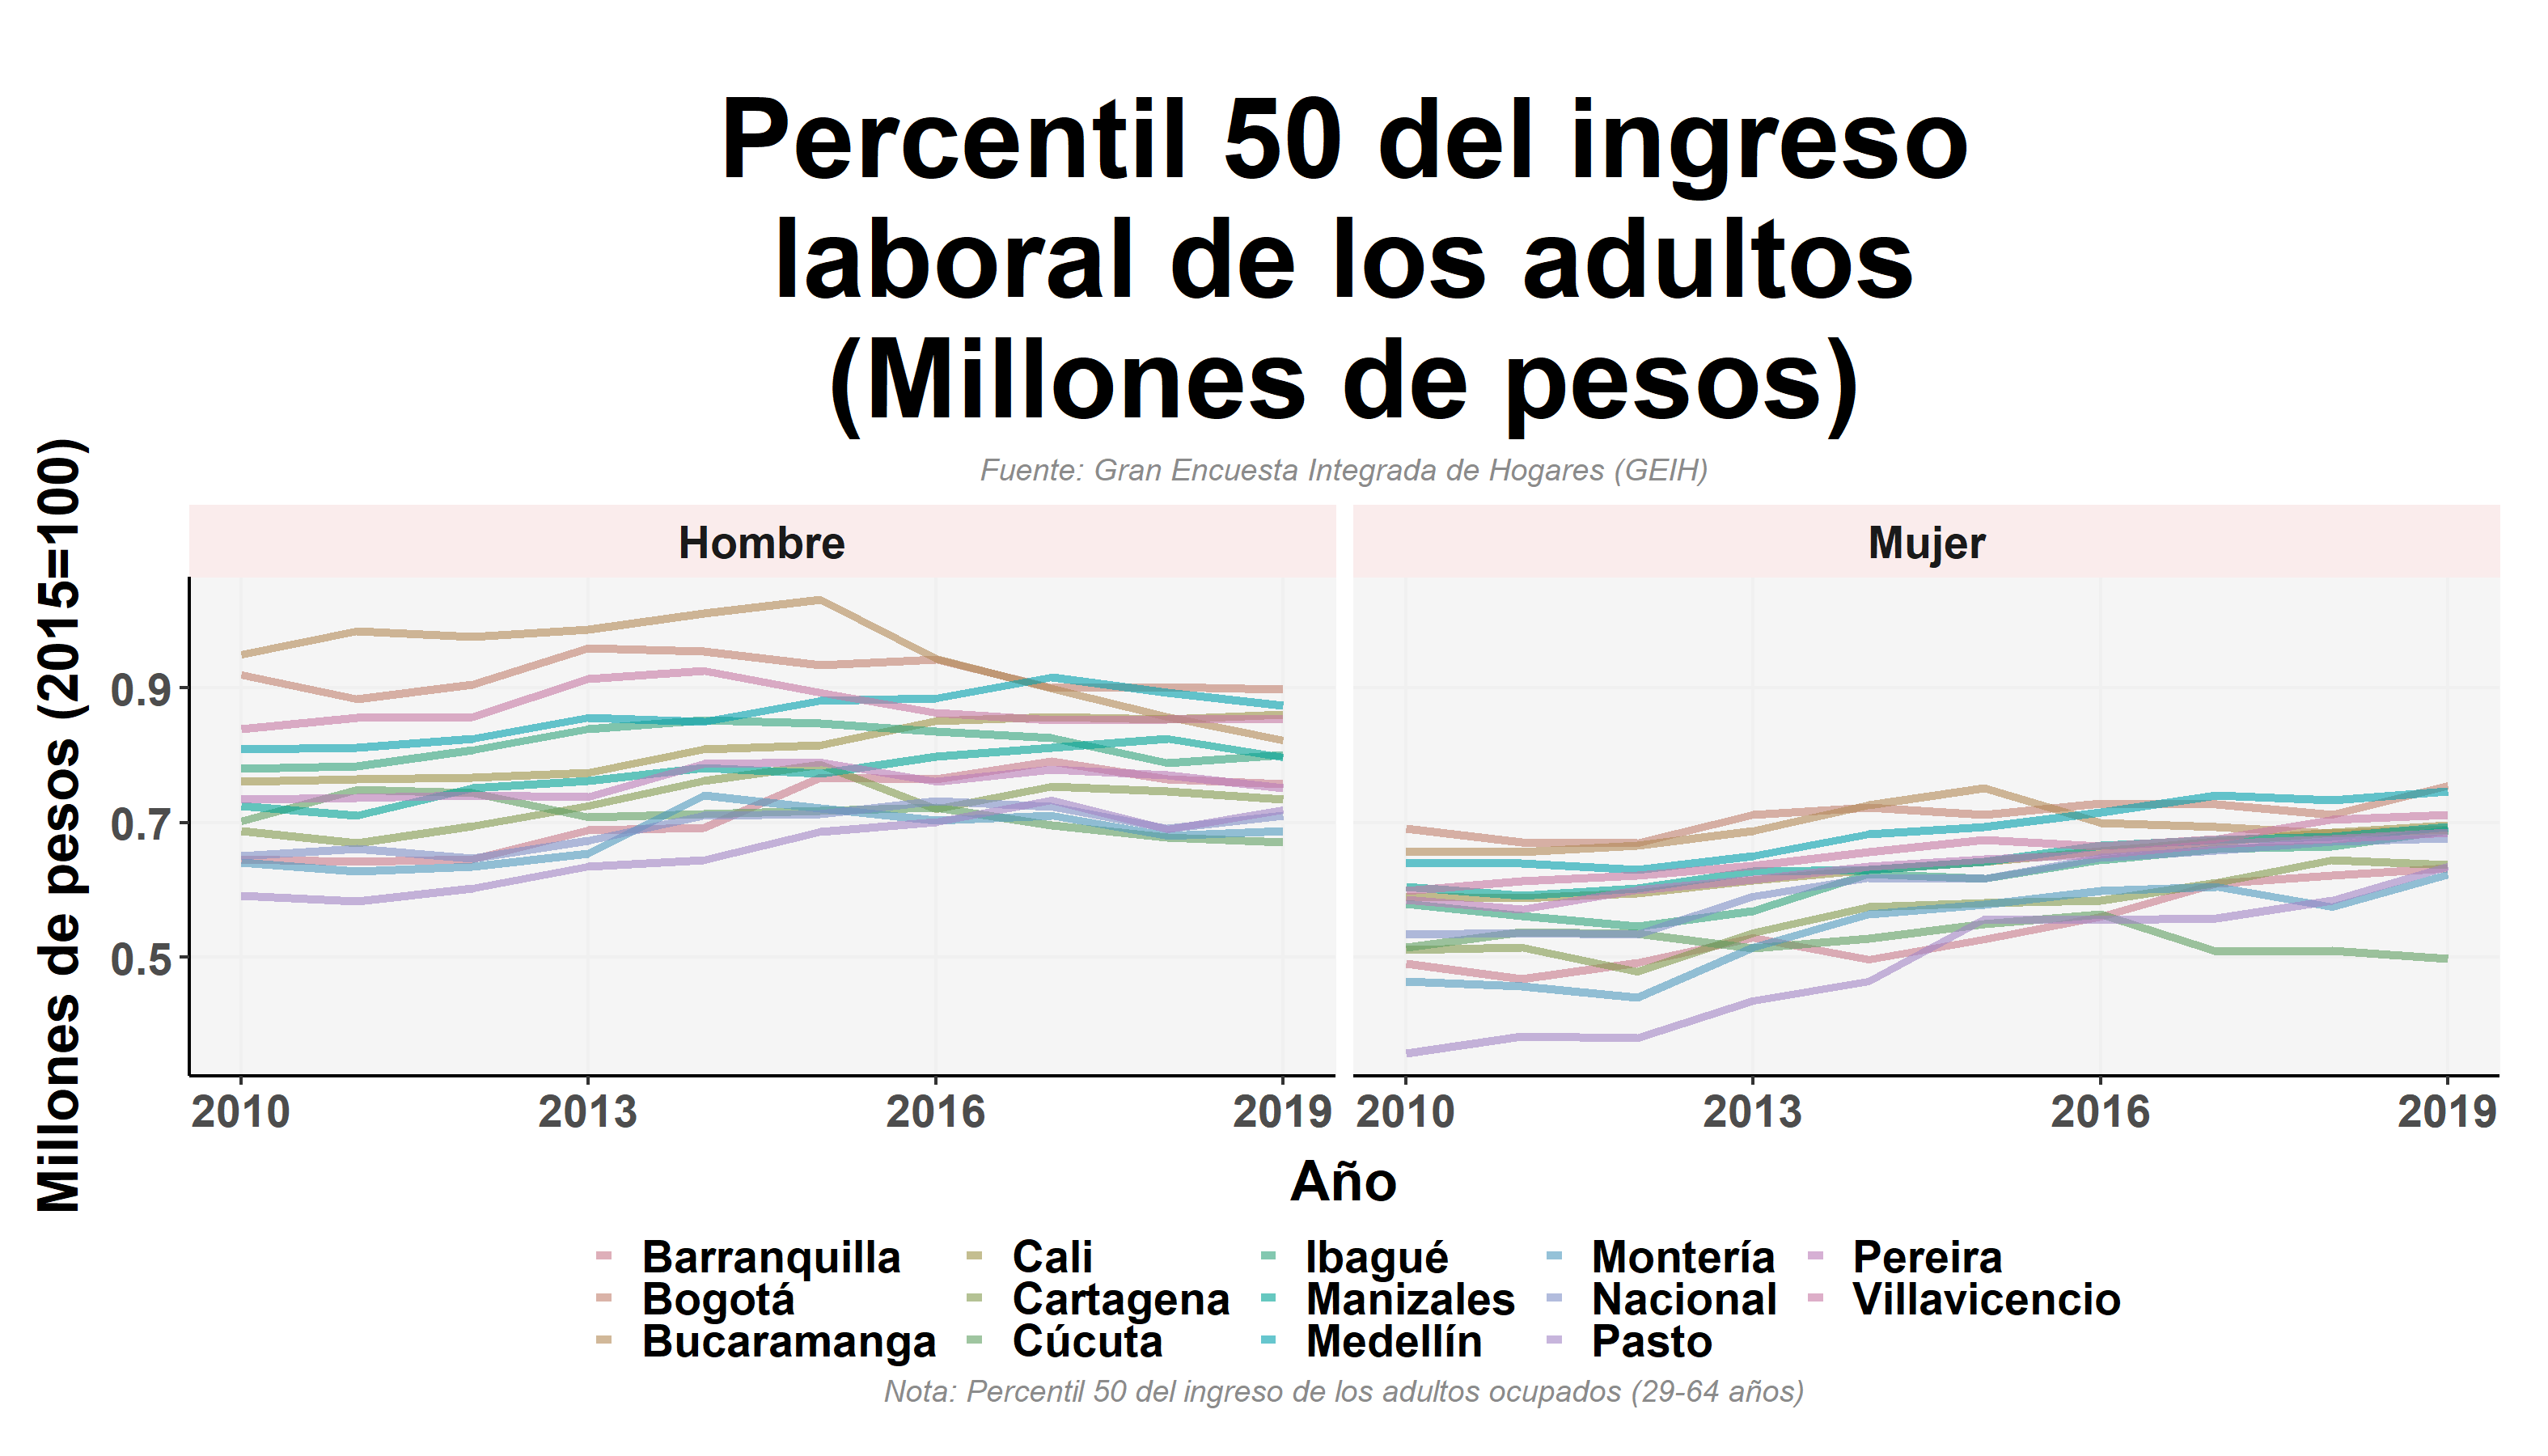 Percentil 50 del ingreso
laboral de los adultos
(Millones de pesos)
Fuente: Gran Encuesta Integrada de Hogares (GEIH)
Millones de pesos (2015=100)
Hombre
Mujer
0.9
0.7
0.5
2010 2013 2016 2019
2010 2013 2016 2019
Año
Barranquilla Cali Ibagué Montería Pereira
Bogotá Cartagena Manizales Nacional Villavicencio
Bucaramanga Cúcuta Medellín Pasto
Nota: Percentil 50 del ingreso de los adultos ocupados (29-64 años)